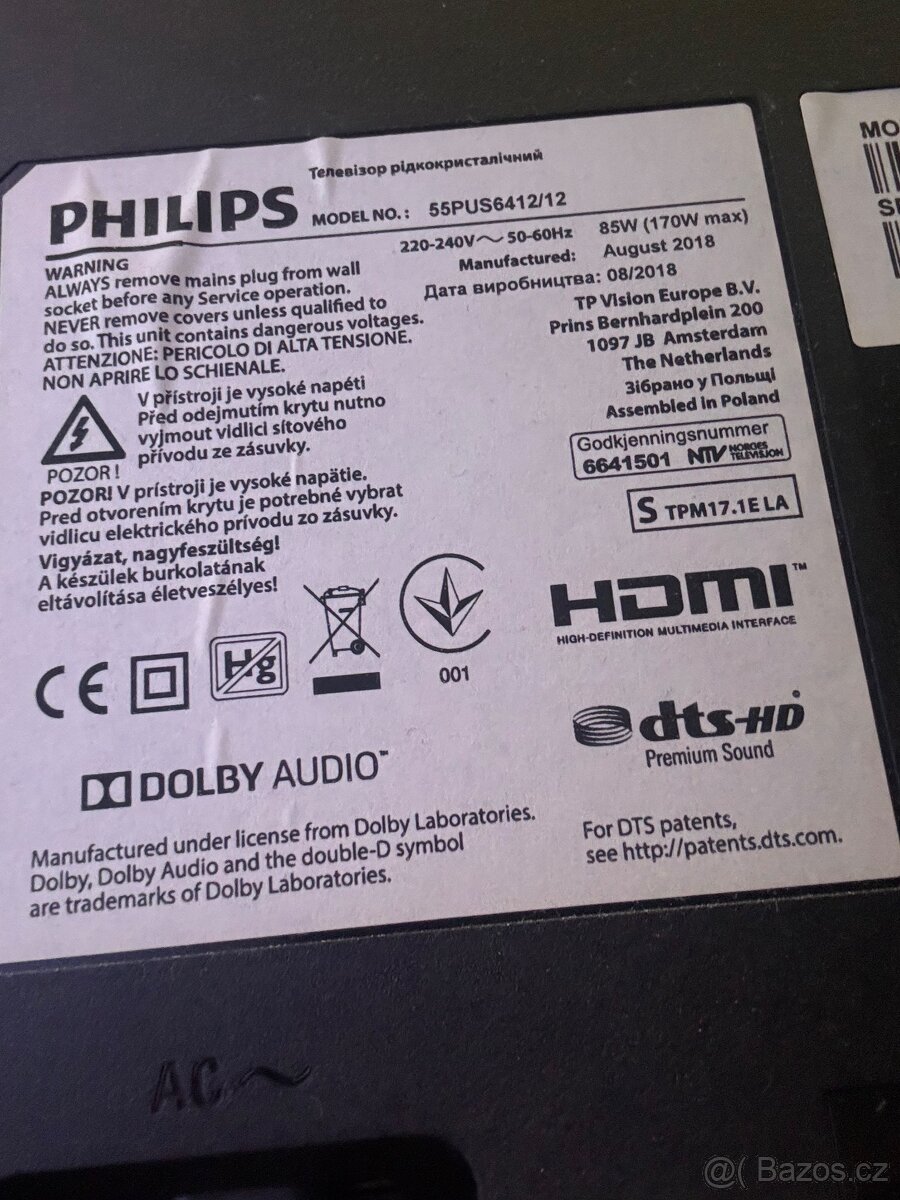 Телевізор рідкокристалічний
PHILIPS MODEL NO.: 55PUS6412/12
220-240V～ 50-60Hz 85W (170W max)
Manufactured: August 2018
Дата виробництва: 08/2018
TP Vision Europe B.V.
Prins Bernhardplein 200
1097 JB Amsterdam
The Netherlands
Зібрано у Польщі
Assembled in Poland
WARNING
ALWAYS remove mains plug from wall
socket before any Service operation.
NEVER remove covers unless qualified to
do so. This unit contains dangerous voltages.
ATTENZIONE: PERICOLO DI ALTA TENSIONE.
NON APRIRE LO SCHIENALE.
V přístroji je vysoké napéti
Před odejmutím krytu nutno
vyjmout vidlici síťového
přívodu ze zásuvky.
POZOR!
POZOR! V prístroji je vysoké napätie.
Pred otvorením krytu je potrebné vybrat
vidlicu elektrického prívodu zo zásuvky.
Vigyázat, nagyfeszültség!
A készülek burkolatának
eltávolítása életveszélyes!
Godkjenningsnummer
6641501 NTV NORGES TELEVISJON
S TPM17.1E LA
HDMI™
HIGH-DEFINITION MULTIMEDIA INTERFACE
CE
Hg
001
dts-HD
Premium Sound
DOLBY AUDIO™
Manufactured under license from Dolby Laboratories.
Dolby, Dolby Audio and the double-D symbol
are trademarks of Dolby Laboratories.
For DTS patents,
see http://patents.dts.com.
MO
AC～
@( Bazos.cz